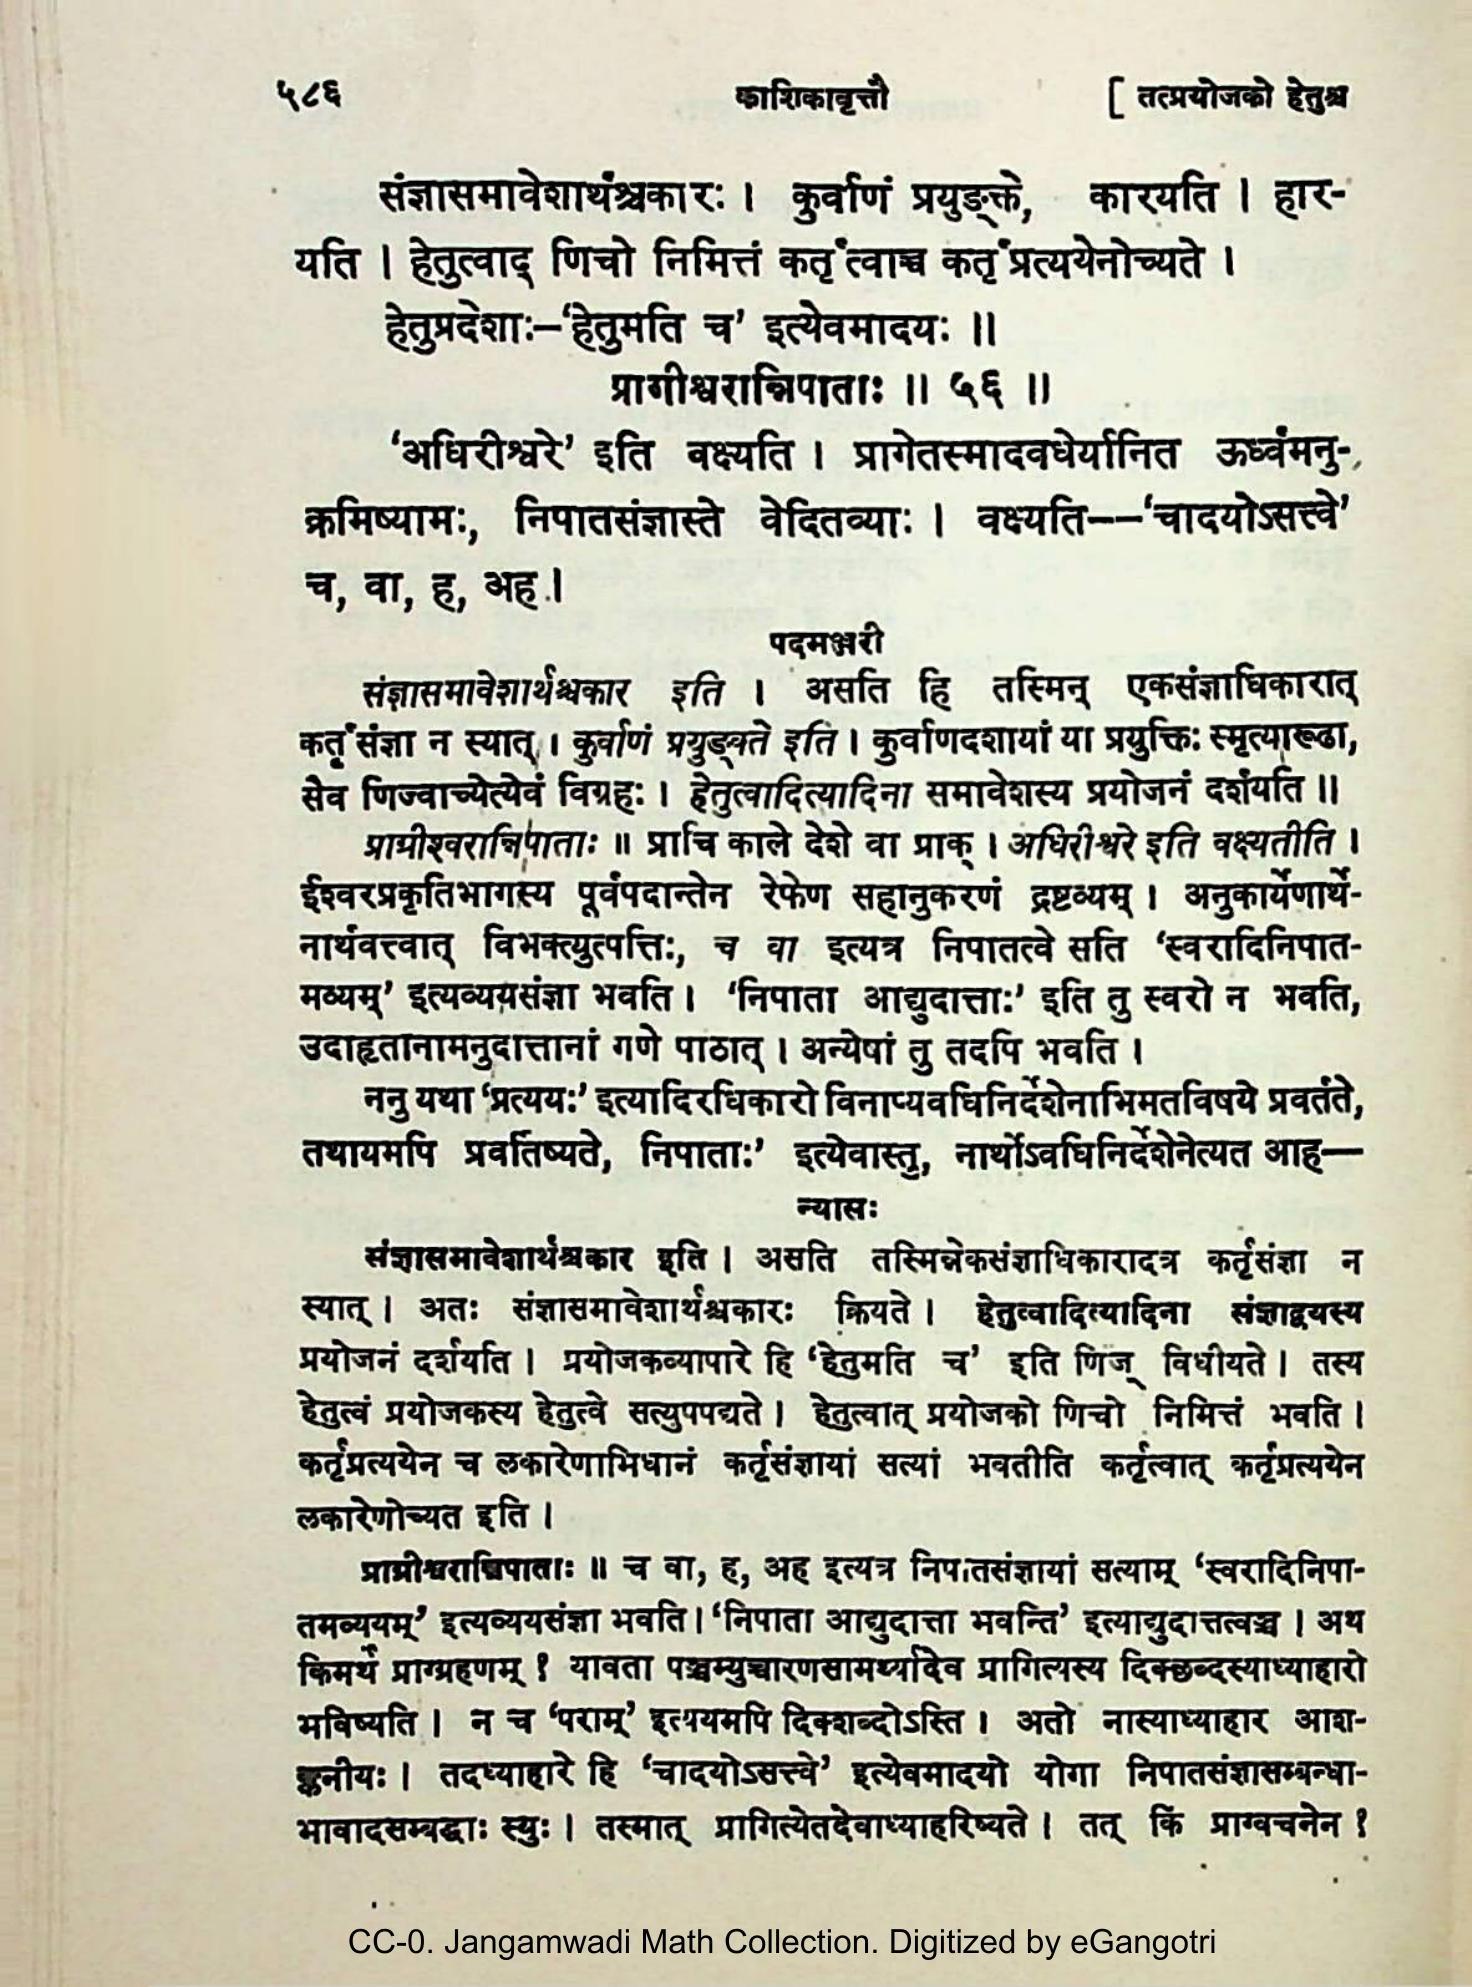 ५८६ काशिकावृत्तौ [ तत्प्रयोजको हेतुश्च
संज्ञासमावेशार्थश्चकारः । कुर्वाणं प्रयुङ्क्ते, कारयति । हार-
यति । हेतुत्वाद् णिचो निमित्तं कर्तृत्वाच्च कर्तृप्रत्ययेनोच्यते ।
हेतुप्रदेशाः–‘हेतुमति च’ इत्येवमादयः ॥
प्रागीश्वरान्निपाताः ॥ ५६ ॥
‘अधिरीश्वरे’ इति वक्ष्यति । प्रागेतस्मादवधेर्यानित ऊर्ध्वमनु-
क्रमिष्यामः, निपातसंज्ञास्ते वेदितव्याः । वक्ष्यति––‘चादयोऽसत्त्वे’
च, वा, ह, अह ।
पदमञ्जरी
संज्ञासमावेशार्थश्चकार इति । असति हि तस्मिन् एकसंज्ञाधिकारात्
कर्तृसंज्ञा न स्यात् । कुर्वाणं प्रयुङ्क्ते इति । कुर्वाणदशायां या प्रयुक्तिः स्मृत्यारूढा,
सैव णिज्वाच्येत्येवं विग्रहः । हेतुत्वादित्यादिना समावेशस्य प्रयोजनं दर्शयति ॥
प्राग्रीश्वरान्निपाताः ॥ प्राचि काले देशे वा प्राक् । अधिरीश्वरे इति वक्ष्यतीति ।
ईश्वरप्रकृतिभागस्य पूर्वपदान्तेन रेफेण सहानुकरणं द्रष्टव्यम् । अनुकार्येणार्थे-
नार्थवत्त्वात् विभक्त्युत्पत्तिः, च वा इत्यत्र निपातत्वे सति ‘स्वरादिनिपात-
मव्यम्’ इत्यव्ययसंज्ञा भवति । ‘निपाता आद्युदात्ताः’ इति तु स्वरो न भवति,
उदाहृतानामनुदात्तानां गणे पाठात् । अन्येषां तु तदपि भवति ।
ननु यथा ‘प्रत्ययः’ इत्यादिरधिकारो विनाप्यवधिनिर्देशेनाभिमतविषये प्रवर्तते,
तथायमपि प्रवर्तिष्यते, निपाताः’ इत्येवास्तु, नार्थोऽवधिनिर्देशेनेत्यत आह—
न्यासः
संज्ञासमावेशार्थश्चकार इति । असति तस्मिन्नेकसंज्ञाधिकारादत्र कर्तृसंज्ञा न
स्यात् । अतः संज्ञासमावेशार्थश्चकारः क्रियते । हेतुत्वादित्यादिना संज्ञाद्वयस्य
प्रयोजनं दर्शयति । प्रयोजकव्यापारे हि ‘हेतुमति च’ इति णिज् विधीयते । तस्य
हेतुत्वं प्रयोजकस्य हेतुत्वे सत्युपपद्यते । हेतुत्वात् प्रयोजको णिचो निमित्तं भवति ।
कर्तृप्रत्ययेन च लकारेणाभिधानं कर्तृसंज्ञायां सत्यां भवतीति कर्तृत्वात् कर्तृप्रत्ययेन
लकारेणोच्यत इति ।
प्राग्रीश्वरान्निपाताः ॥ च वा, ह, अह इत्यत्र निपातसंज्ञायां सत्याम् ‘स्वरादिनिपा-
तमव्ययम्’ इत्यव्ययसंज्ञा भवति । ‘निपाता आद्युदात्ता भवन्ति’ इत्याद्युदात्तत्वञ्च । अथ
किमर्थं प्राग्ग्रहणम् ? यावता पञ्चम्युच्चारणसामर्थ्यादेव प्रागित्यस्य दिक्छब्दस्याध्याहारो
भविष्यति । न च ‘पराम्’ इत्ययमपि दिक्शब्दोऽस्ति । अतो नास्याध्याहार आश-
ङ्कनीयः । तदध्याहारे हि ‘चादयोऽसत्त्वे’ इत्येवमादयो योगा निपातसंज्ञासम्बन्धा-
भावादसम्बद्धाः स्युः । तस्मात् प्रागित्येतदेवाध्याहरिष्यते । तत् किं प्राग्वचनेन ?
CC-0. Jangamwadi Math Collection. Digitized by eGangotri